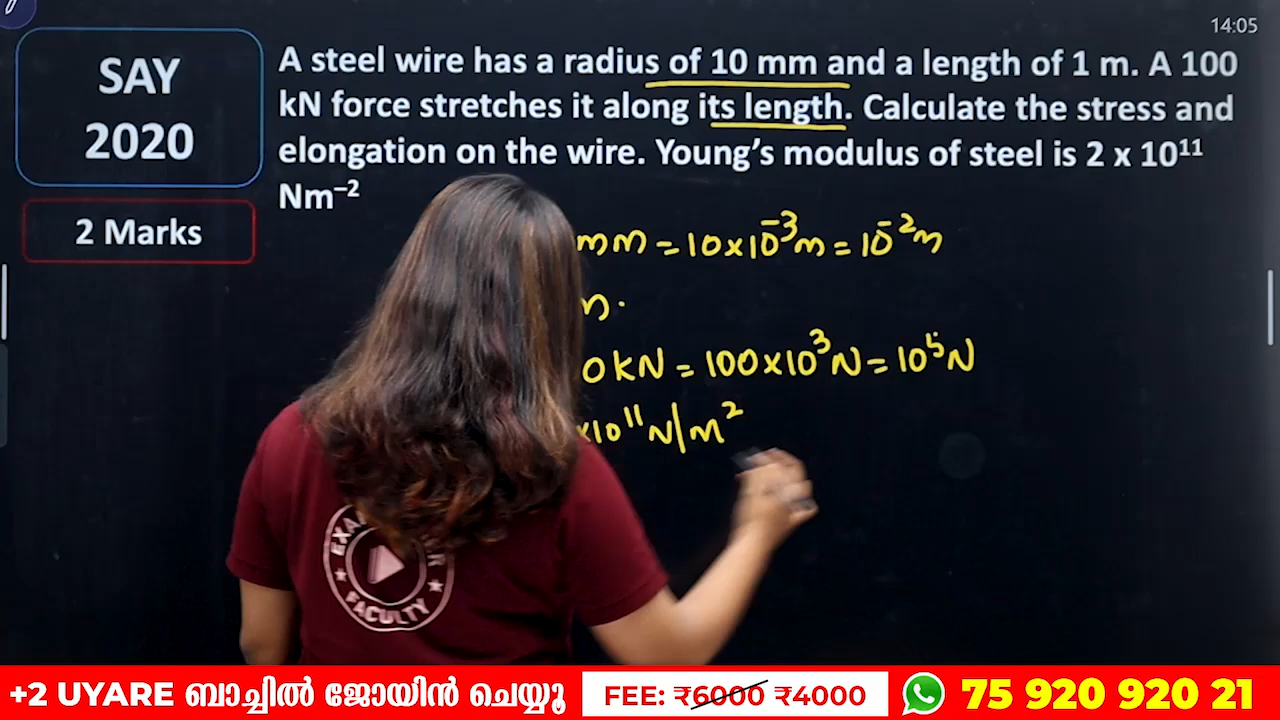 14:05
SAY
2020
2 Marks
A steel wire has a radius of 10 mm and a length of 1 m. A 100
kN force stretches it along its length. Calculate the stress and
elongation on the wire. Young's modulus of steel is 2 x 10¹¹
Nm⁻²
mm = 10×10⁻³m = 10⁻²m
m.
0 kN = 100×10³N = 10⁵N
×10¹¹ N/m²
FACULTY
+2 UYARE ബാച്ചിൽ ജോയിൻ ചെയ്യൂ
FEE: ₹6000 ₹4000
75 920 920 21